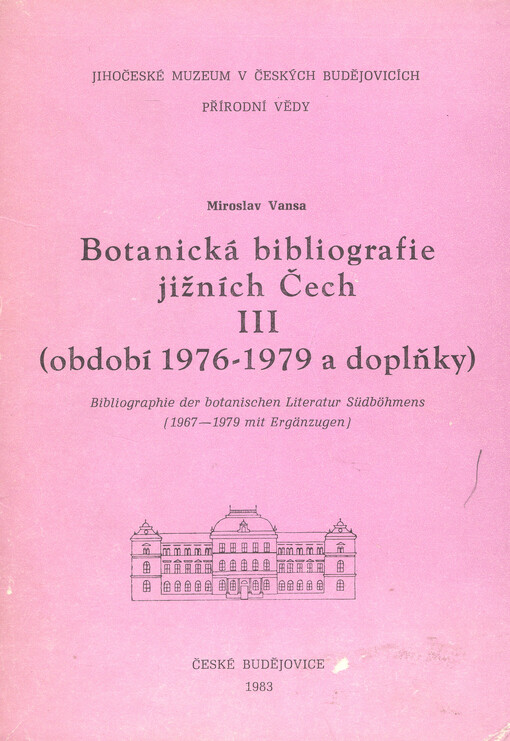 JIHOČESKÉ MUZEUM V ČESKÝCH BUDĚJOVICÍCH
PŘÍRODNÍ VĚDY
Miroslav Vansa
Botanická bibliografie
jižních Čech
III
(období 1976-1979 a doplňky)
Bibliographie der botanischen Literatur Südböhmens
(1967—1979 mit Ergänzugen)
ČESKÉ BUDĚJOVICE
1983